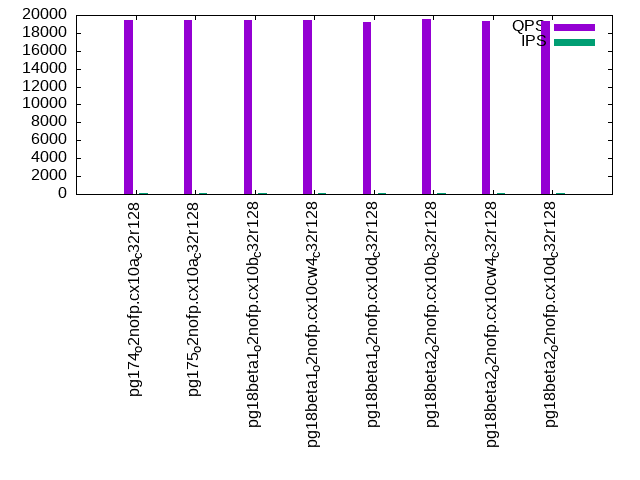 20000
18000
16000
14000
12000
10000
8000
6000
4000
2000
0
QPS
IPS
pg174o2nofp.cx10ac32r128
pg175o2nofp.cx10ac32r128
pg18beta1o2nofp.cx10bc32r128
pg18beta1o2nofp.cx10cw4c32r128
pg18beta1o2nofp.cx10dc32r128
pg18beta2o2nofp.cx10bc32r128
pg18beta2o2nofp.cx10cw4c32r128
pg18beta2o2nofp.cx10dc32r128